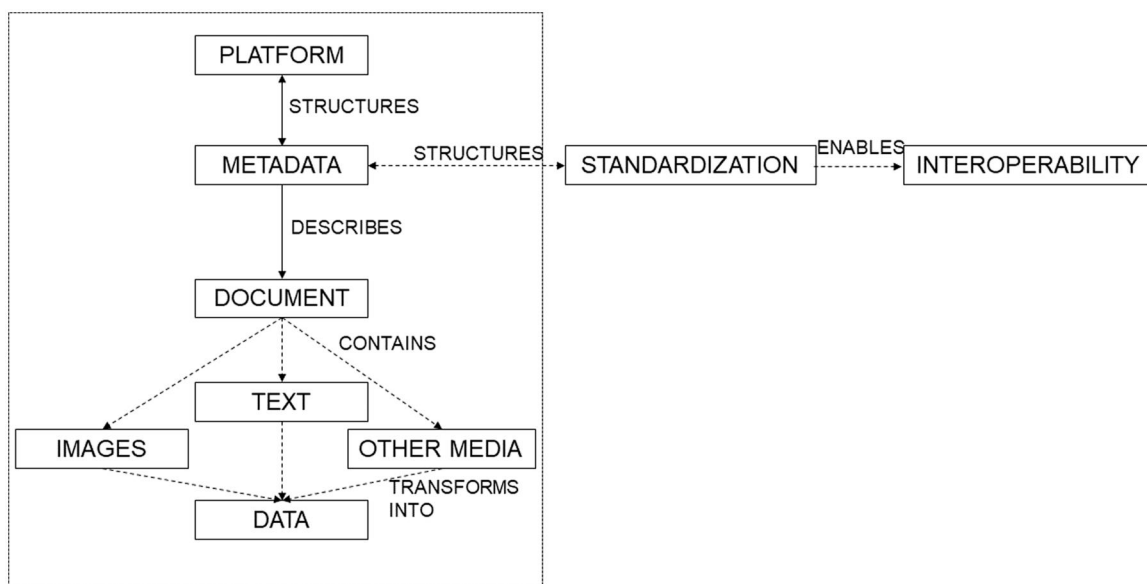 PLATFORM
STRUCTURES
METADATA
STRUCTURES
STANDARDIZATION
ENABLES
INTEROPERABILITY
DESCRIBES
DOCUMENT
CONTAINS
TEXT
IMAGES
OTHER MEDIA
TRANSFORMS
INTO
DATA